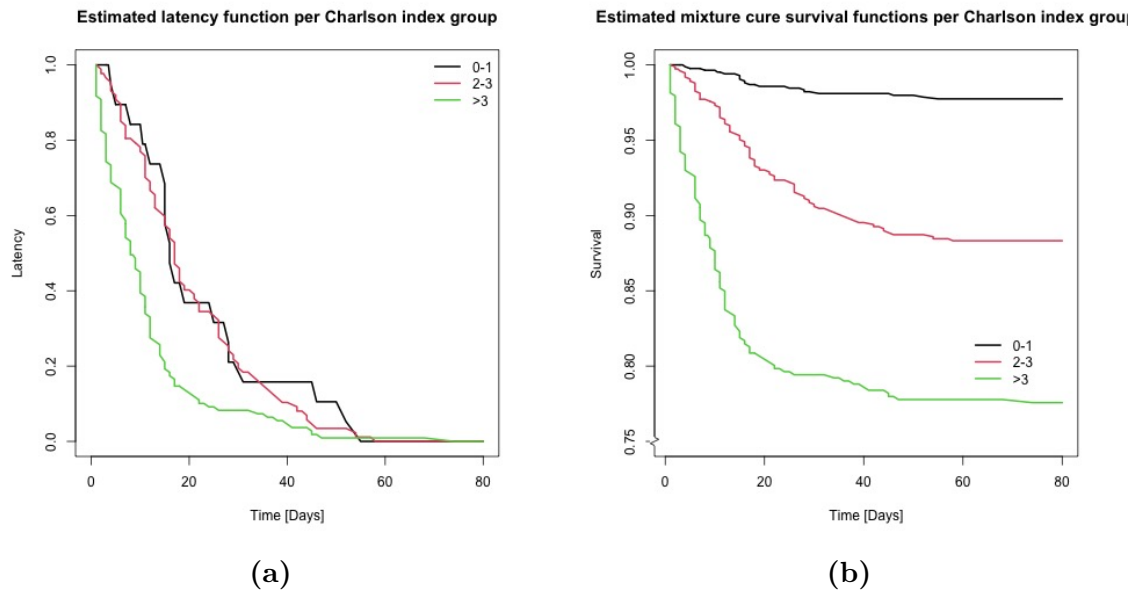 Estimated latency function per Charlson index group
Latency
1.0
0.8
0.6
0.4
0.2
0.0
0-1
2-3
>3
0 20 40 60 80
Time [Days]
(a)
Estimated mixture cure survival functions per Charlson index group
Survival
1.00
0.95
0.90
0.85
0.80
0.75
0-1
2-3
>3
0 20 40 60 80
Time [Days]
(b)